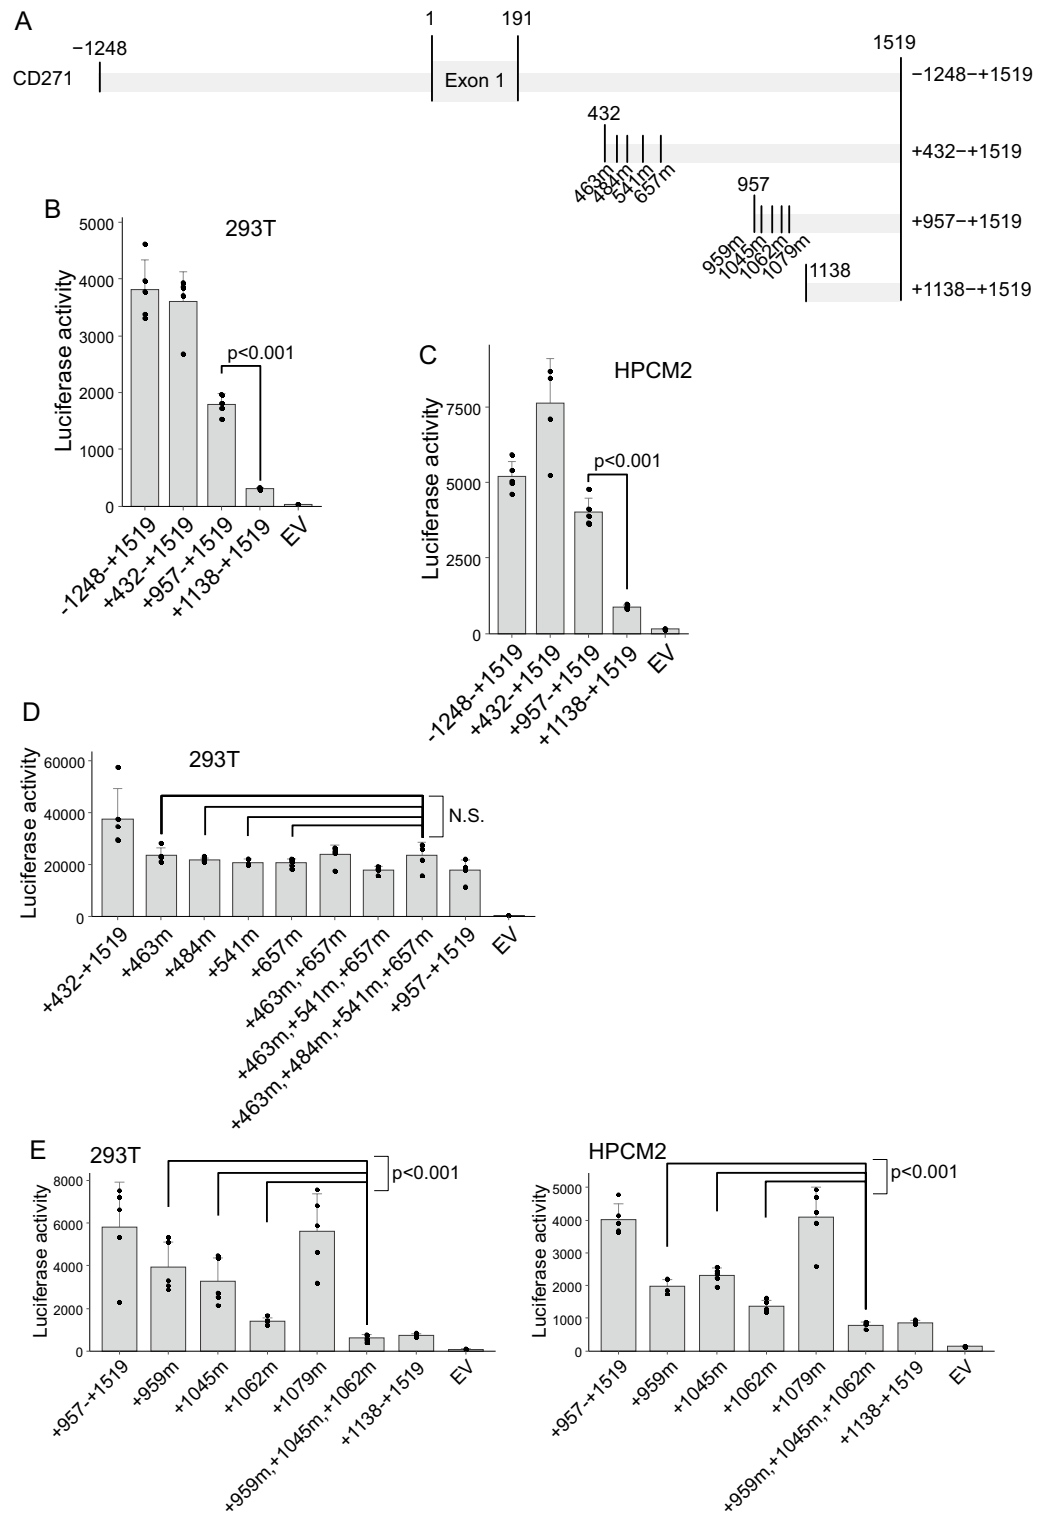 A
1
191
−1248
1519
CD271
Exon 1
−1248−+1519
432
+432−+1519
463m
484m
541m
657m
957
+957−+1519
959m
1045m
1062m
1079m
1138
+1138−+1519
B
293T
Luciferase activity
5000
4000
3000
2000
1000
0
p<0.001
-1248-+1519
+432-+1519
+957-+1519
+1138-+1519
EV
C
HPCM2
Luciferase activity
7500
5000
2500
0
p<0.001
-1248-+1519
+432-+1519
+957-+1519
+1138-+1519
EV
D
293T
Luciferase activity
60000
40000
20000
0
N.S.
+432-+1519
+463m
+484m
+541m
+657m
+463m,+657m
+463m,+541m,+657m
+463m,+484m,+541m,+657m
+957-+1519
EV
E
293T
Luciferase activity
8000
6000
4000
2000
0
p<0.001
+957-+1519
+959m
+1045m
+1062m
+1079m
+959m,+1045m,+1062m
+1138-+1519
EV
HPCM2
Luciferase activity
5000
4000
3000
2000
1000
0
p<0.001
+957-+1519
+959m
+1045m
+1062m
+1079m
+959m,+1045m,+1062m
+1138-+1519
EV